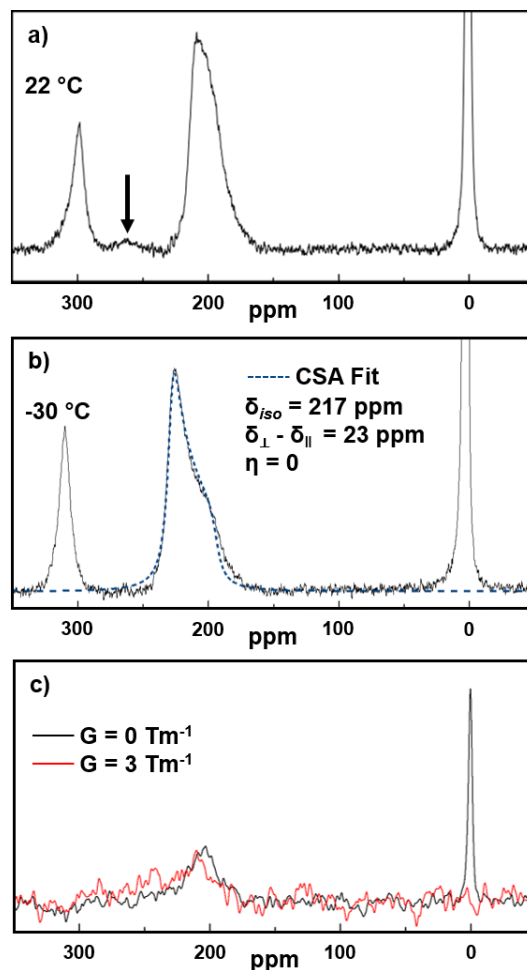 a)
22 °C
300 200 100 0
ppm
b)
-30 °C
CSA Fit
δiso = 217 ppm
δ⊥ - δ∥ = 23 ppm
η = 0
300 200 100 0
ppm
c)
G = 0 Tm⁻¹
G = 3 Tm⁻¹
300 200 100 0
ppm